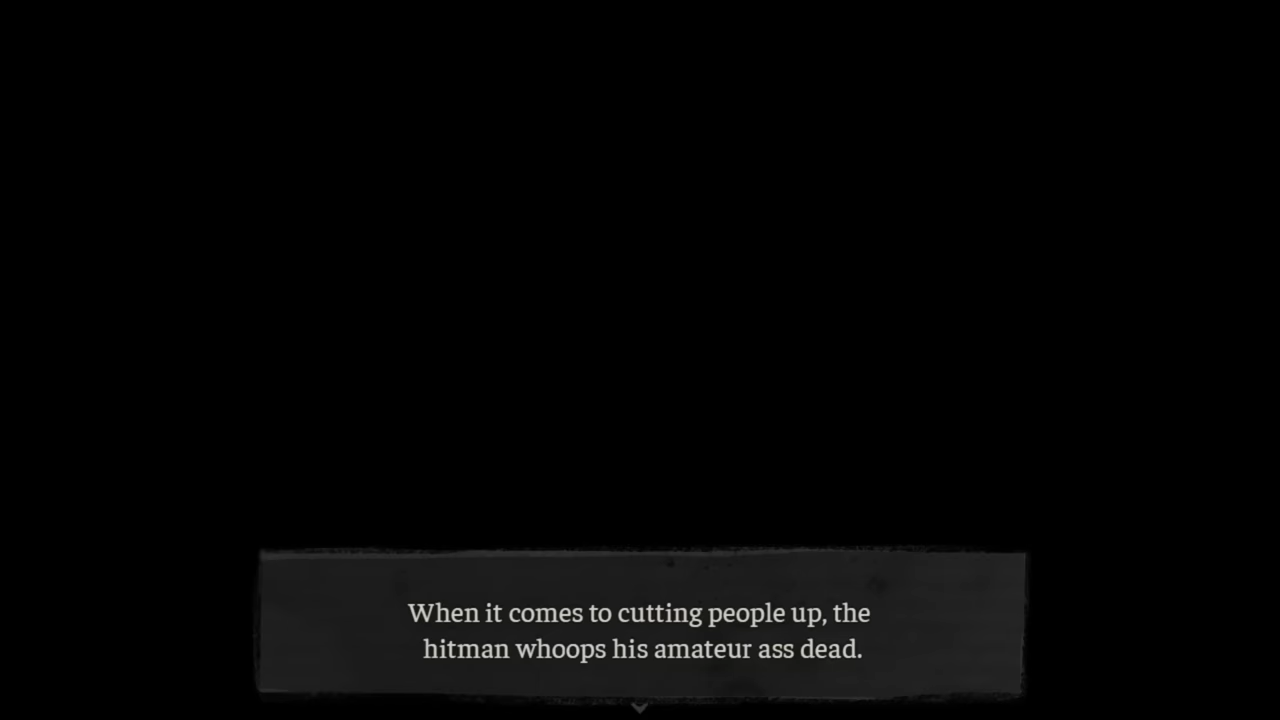 When it comes to cutting people up, the
hitman whoops his amateur ass dead.